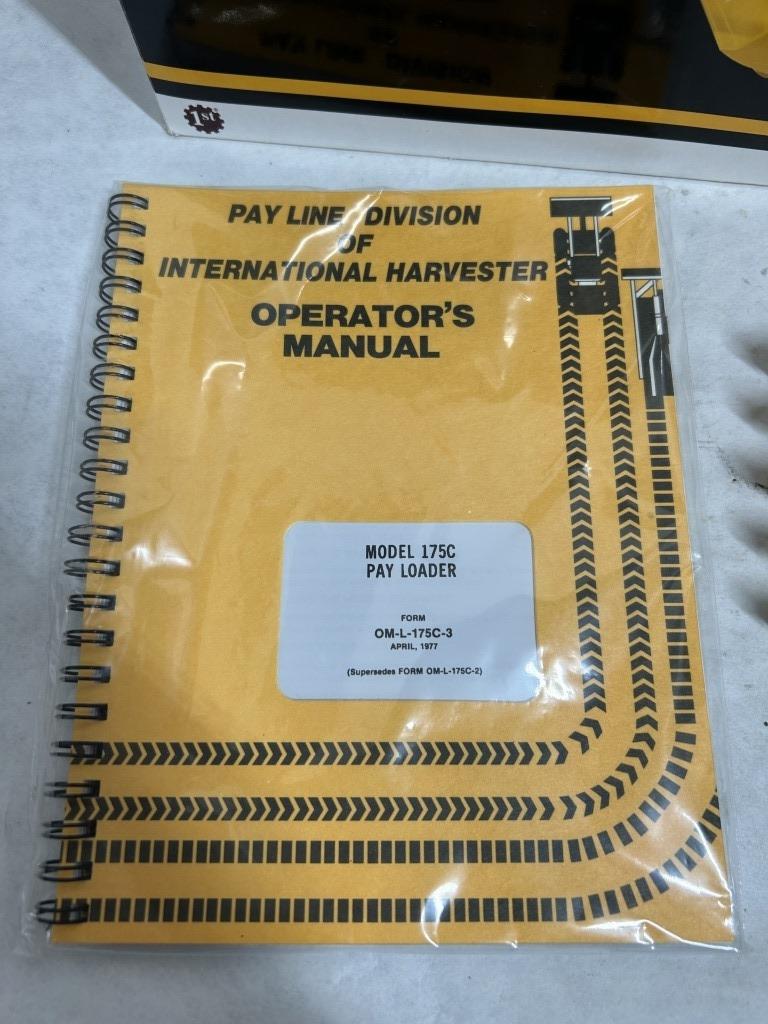 1st
PAY LINE DIVISION
OF
INTERNATIONAL HARVESTER
OPERATOR'S
MANUAL
MODEL 175C
PAY LOADER
FORM
OM-L-175C-3
APRIL, 1977
(Supersedes FORM OM-L-175C-2)